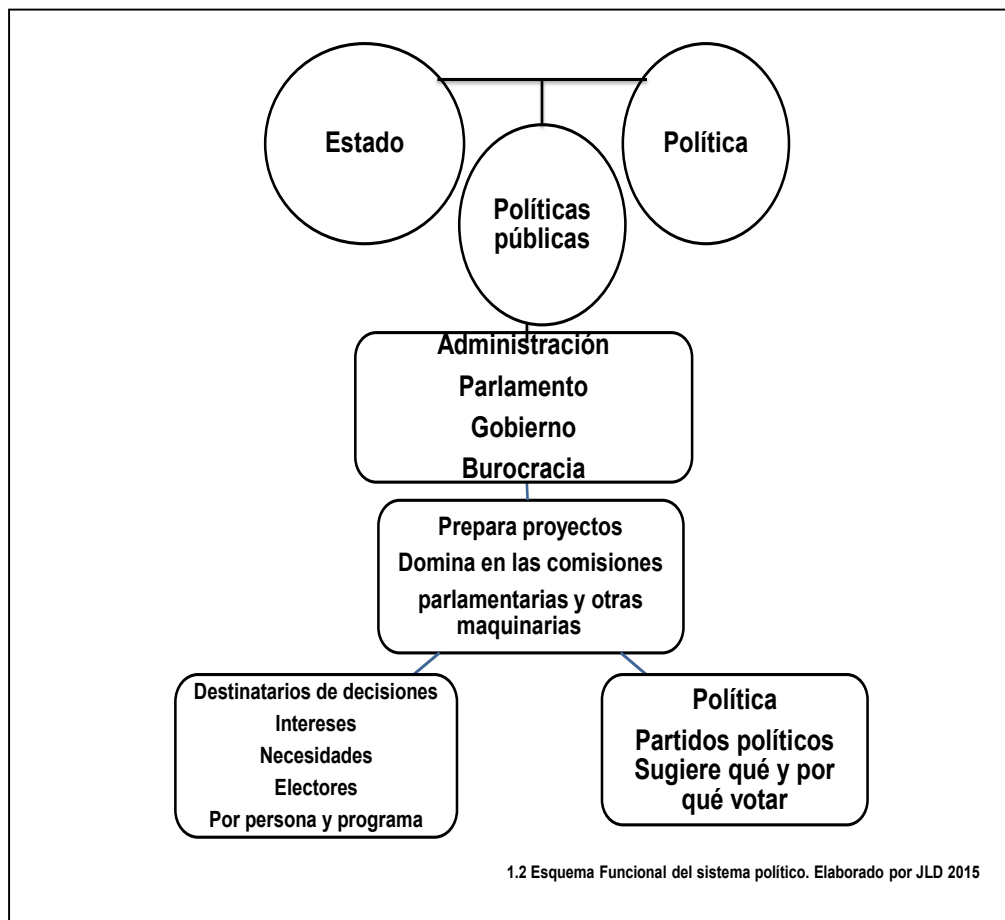 Estado
Política
Políticas
públicas
Administración
Parlamento
Gobierno
Burocracia
Prepara proyectos
Domina en las comisiones
parlamentarias y otras
maquinarias
Destinatarios de decisiones
Intereses
Necesidades
Electores
Por persona y programa
Política
Partidos políticos
Sugiere qué y por
qué votar
1.2 Esquema Funcional del sistema político. Elaborado por JLD 2015